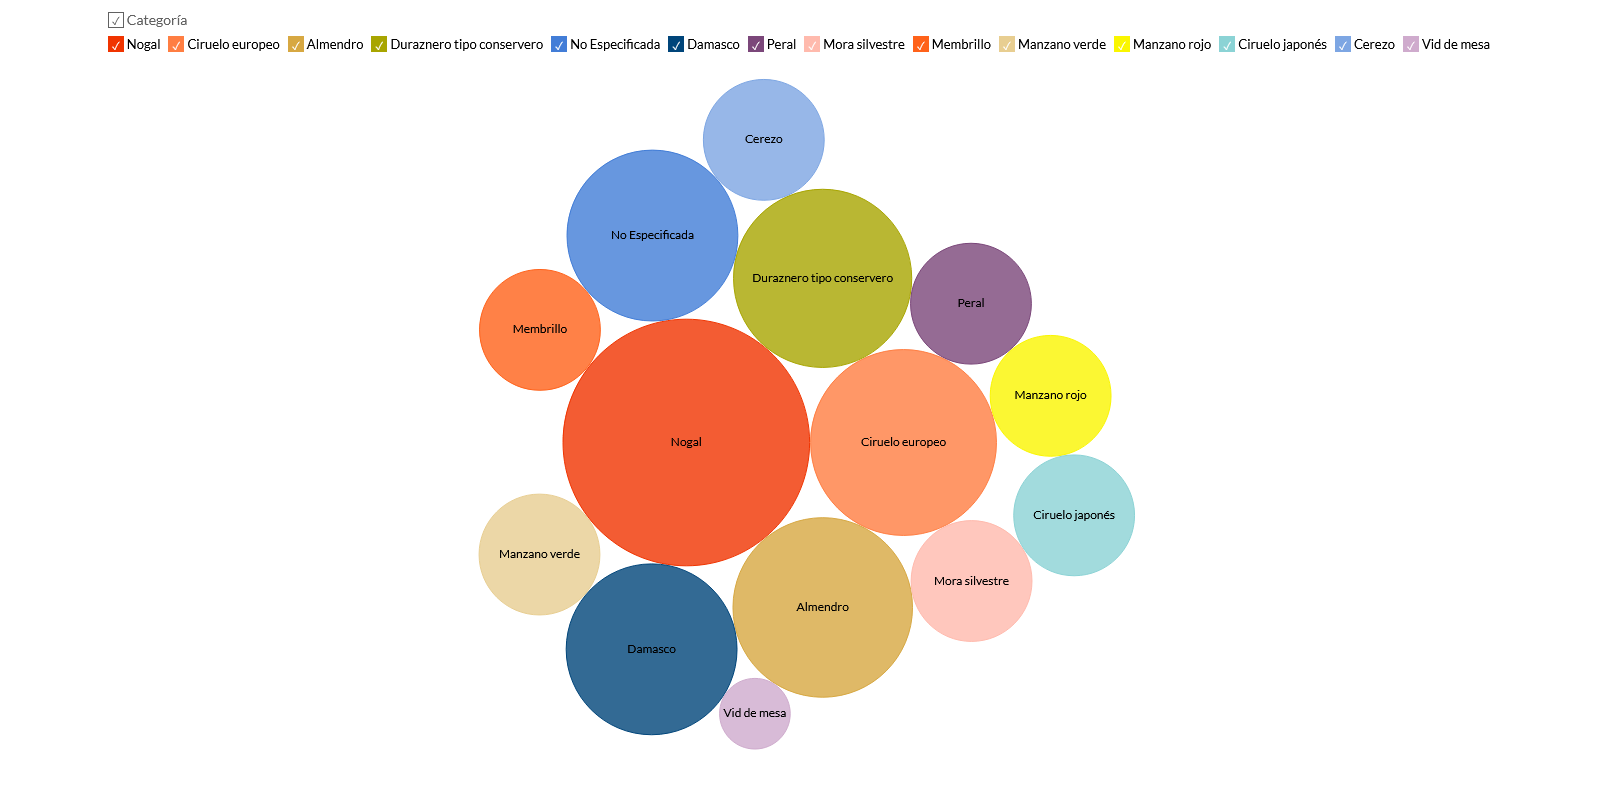 Categoría
Nogal Ciruelo europeo Almendro Duraznero tipo conservero No Especificada Damasco Peral Mora silvestre Membrillo Manzano verde Manzano rojo Ciruelo japonés Cerezo Vid de mesa
Cerezo
No Especificada
Duraznero tipo conservero
Peral
Membrillo
Manzano rojo
Nogal
Ciruelo europeo
Ciruelo japonés
Manzano verde
Mora silvestre
Almendro
Damasco
Vid de mesa